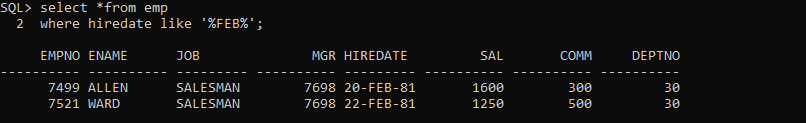 SQL> select *from emp
  2  where hiredate like '%FEB%';
     EMPNO ENAME      JOB              MGR HIREDATE         SAL       COMM     DEPTNO
---------- ---------- --------- ---------- --------- ---------- ---------- ----------
      7499 ALLEN      SALESMAN        7698 20-FEB-81       1600        300         30
      7521 WARD       SALESMAN        7698 22-FEB-81       1250        500         30